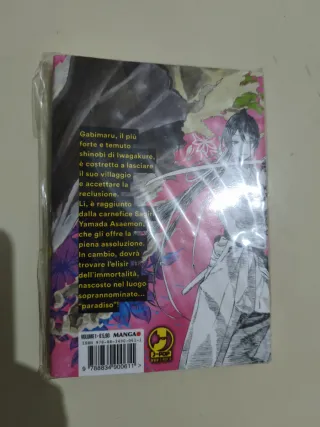 Gabimaru, il più
forte e temuto
shinobi di Iwagakure,
è costretto a lasciare
il suo villaggio
e accettare la
reclusione.
Lì, è raggiunto
dalla carnefice Sagiri
Yamada Asaemon,
che gli offre la
piena assoluzione.
In cambio, dovrà
trovare l'elisir
dell'immortalità,
nascosto nel luogo
soprannominato...
"paradiso"!
MANGA
J-POP